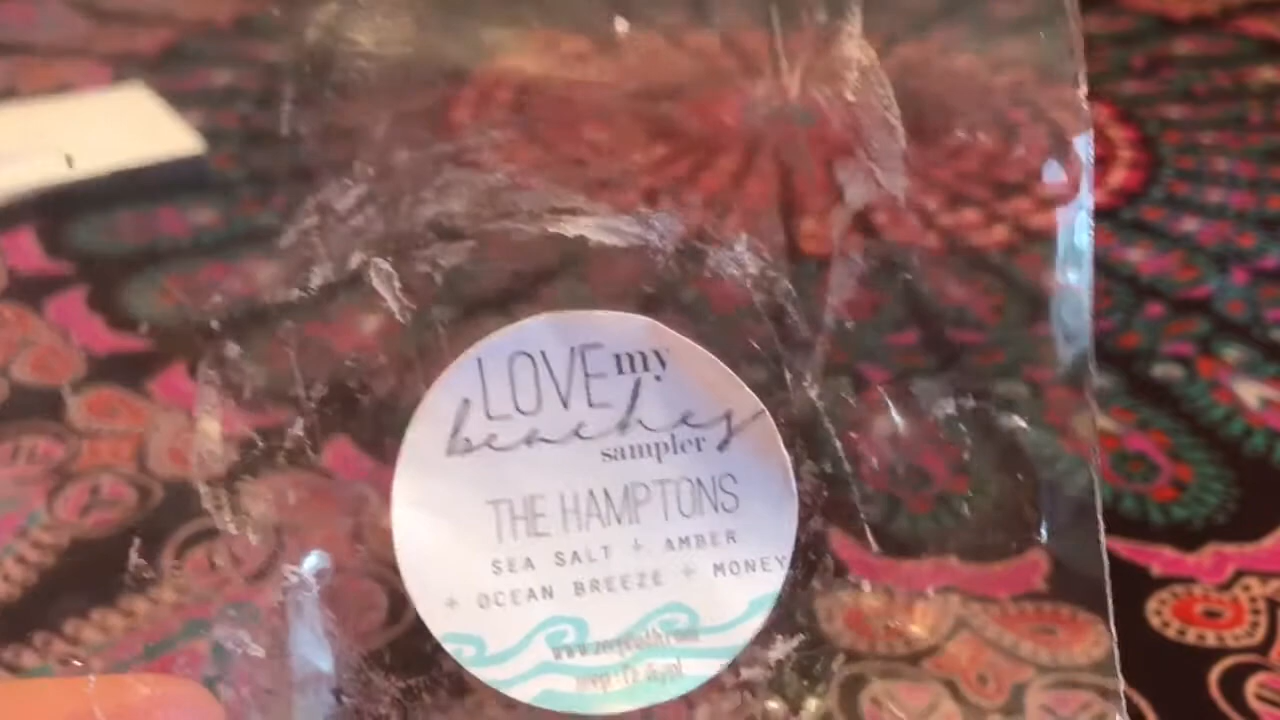 LOVE my
beaches
sampler
THE HAMPTONS
SEA SALT + AMBER
+ OCEAN BREEZE + MONEY